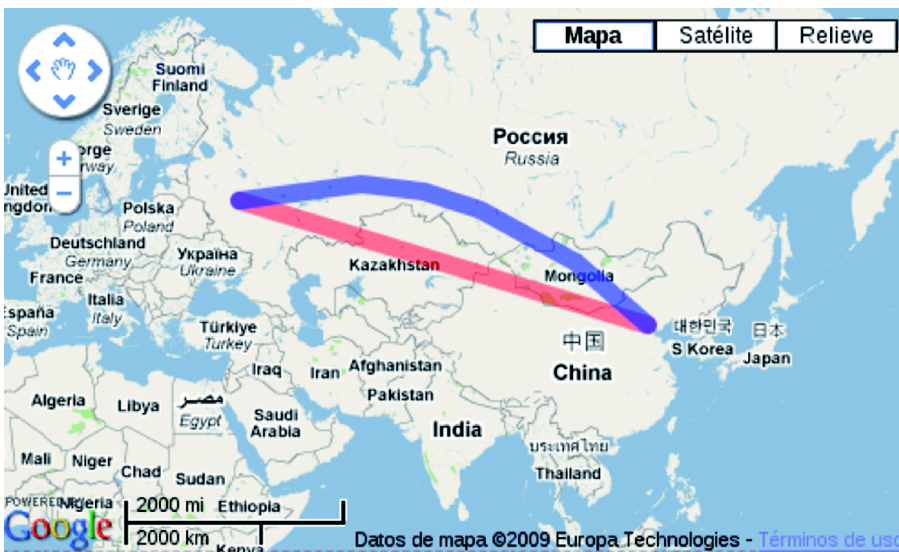 Mapa
Satélite
Relieve
Suomi
Finland
Sverige
Sweden
orge
rway
Россия
Russia
United
ngdom
Polska
Poland
Deutschland
Germany
Україна
Ukraine
France
Kazakhstan
Mongolia
Italia
Italy
España
Spain
Türkiye
Turkey
中国
China
대한민국
S Korea
日本
Japan
Iraq
Iran
Afghanistan
Pakistan
Algeria
Libya
مصر
Egypt
Saudi
Arabia
India
ประเทศไทย
Thailand
Mali
Niger
Chad
Sudan
POWERED BY
Nigeria
Ethiopia
Google
2000 mi
2000 km
Kenya
Datos de mapa ©2009 Europa Technologies - Términos de uso